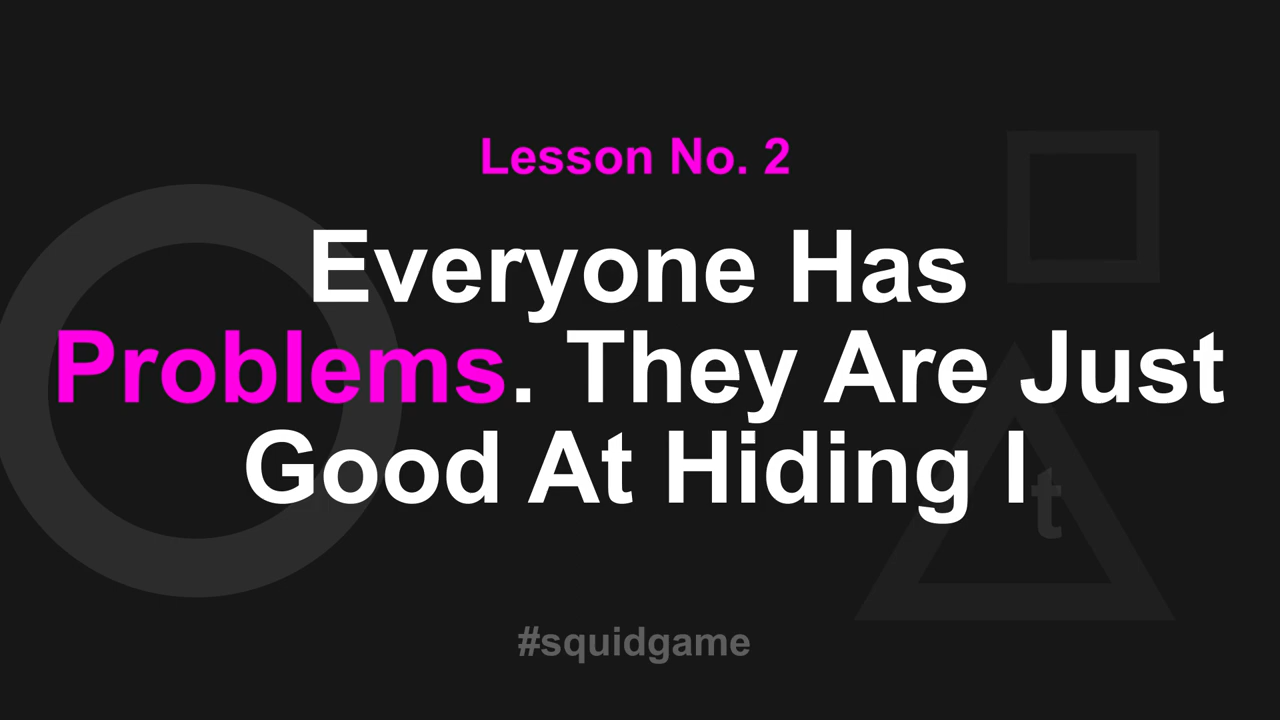 Lesson No. 2
Everyone Has
Problems. They Are Just
Good At Hiding It
#squidgame